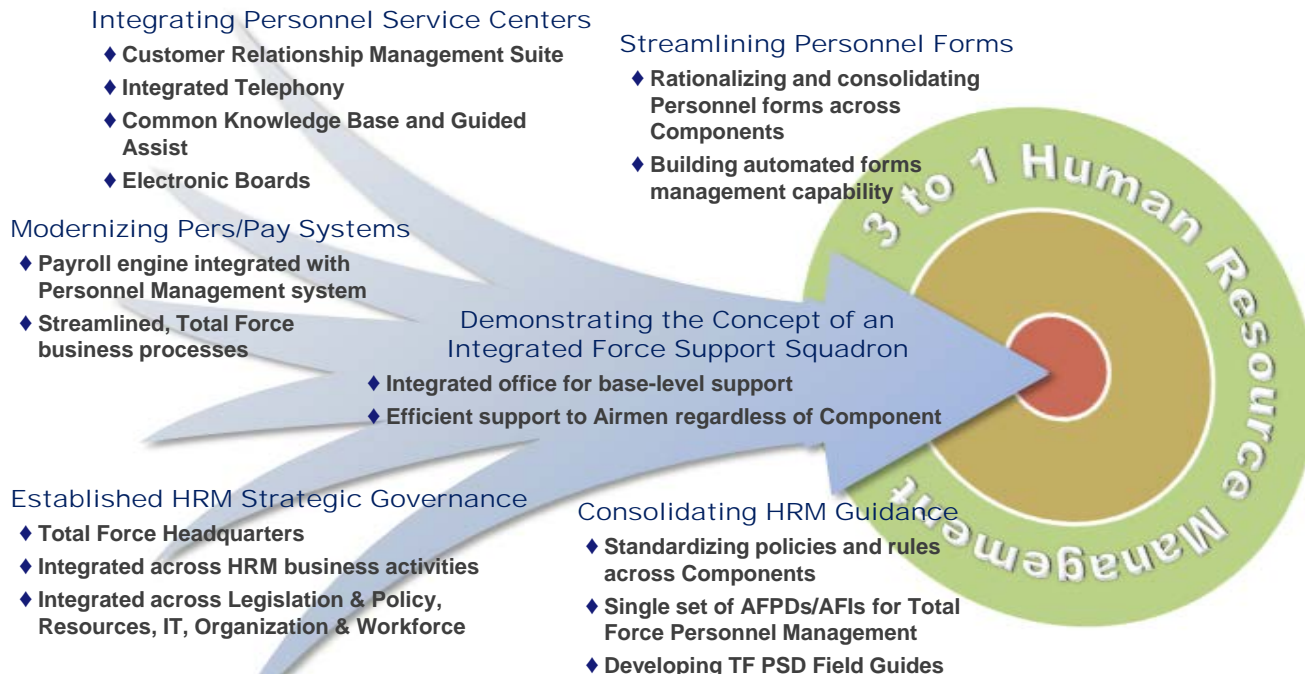 Integrating Personnel Service Centers
♦ Customer Relationship Management Suite
♦ Integrated Telephony
♦ Common Knowledge Base and Guided
Assist
♦ Electronic Boards
Streamlining Personnel Forms
♦ Rationalizing and consolidating
Personnel forms across
Components
♦ Building automated forms
management capability
Modernizing Pers/Pay Systems
♦ Payroll engine integrated with
Personnel Management system
♦ Streamlined, Total Force
business processes
Demonstrating the Concept of an
Integrated Force Support Squadron
♦ Integrated office for base-level support
♦ Efficient support to Airmen regardless of Component
3 to 1 Human Resource Management
Established HRM Strategic Governance
♦ Total Force Headquarters
♦ Integrated across HRM business activities
♦ Integrated across Legislation & Policy,
Resources, IT, Organization & Workforce
Consolidating HRM Guidance
♦ Standardizing policies and rules
across Components
♦ Single set of AFPDs/AFIs for Total
Force Personnel Management
♦ Developing TF PSD Field Guides